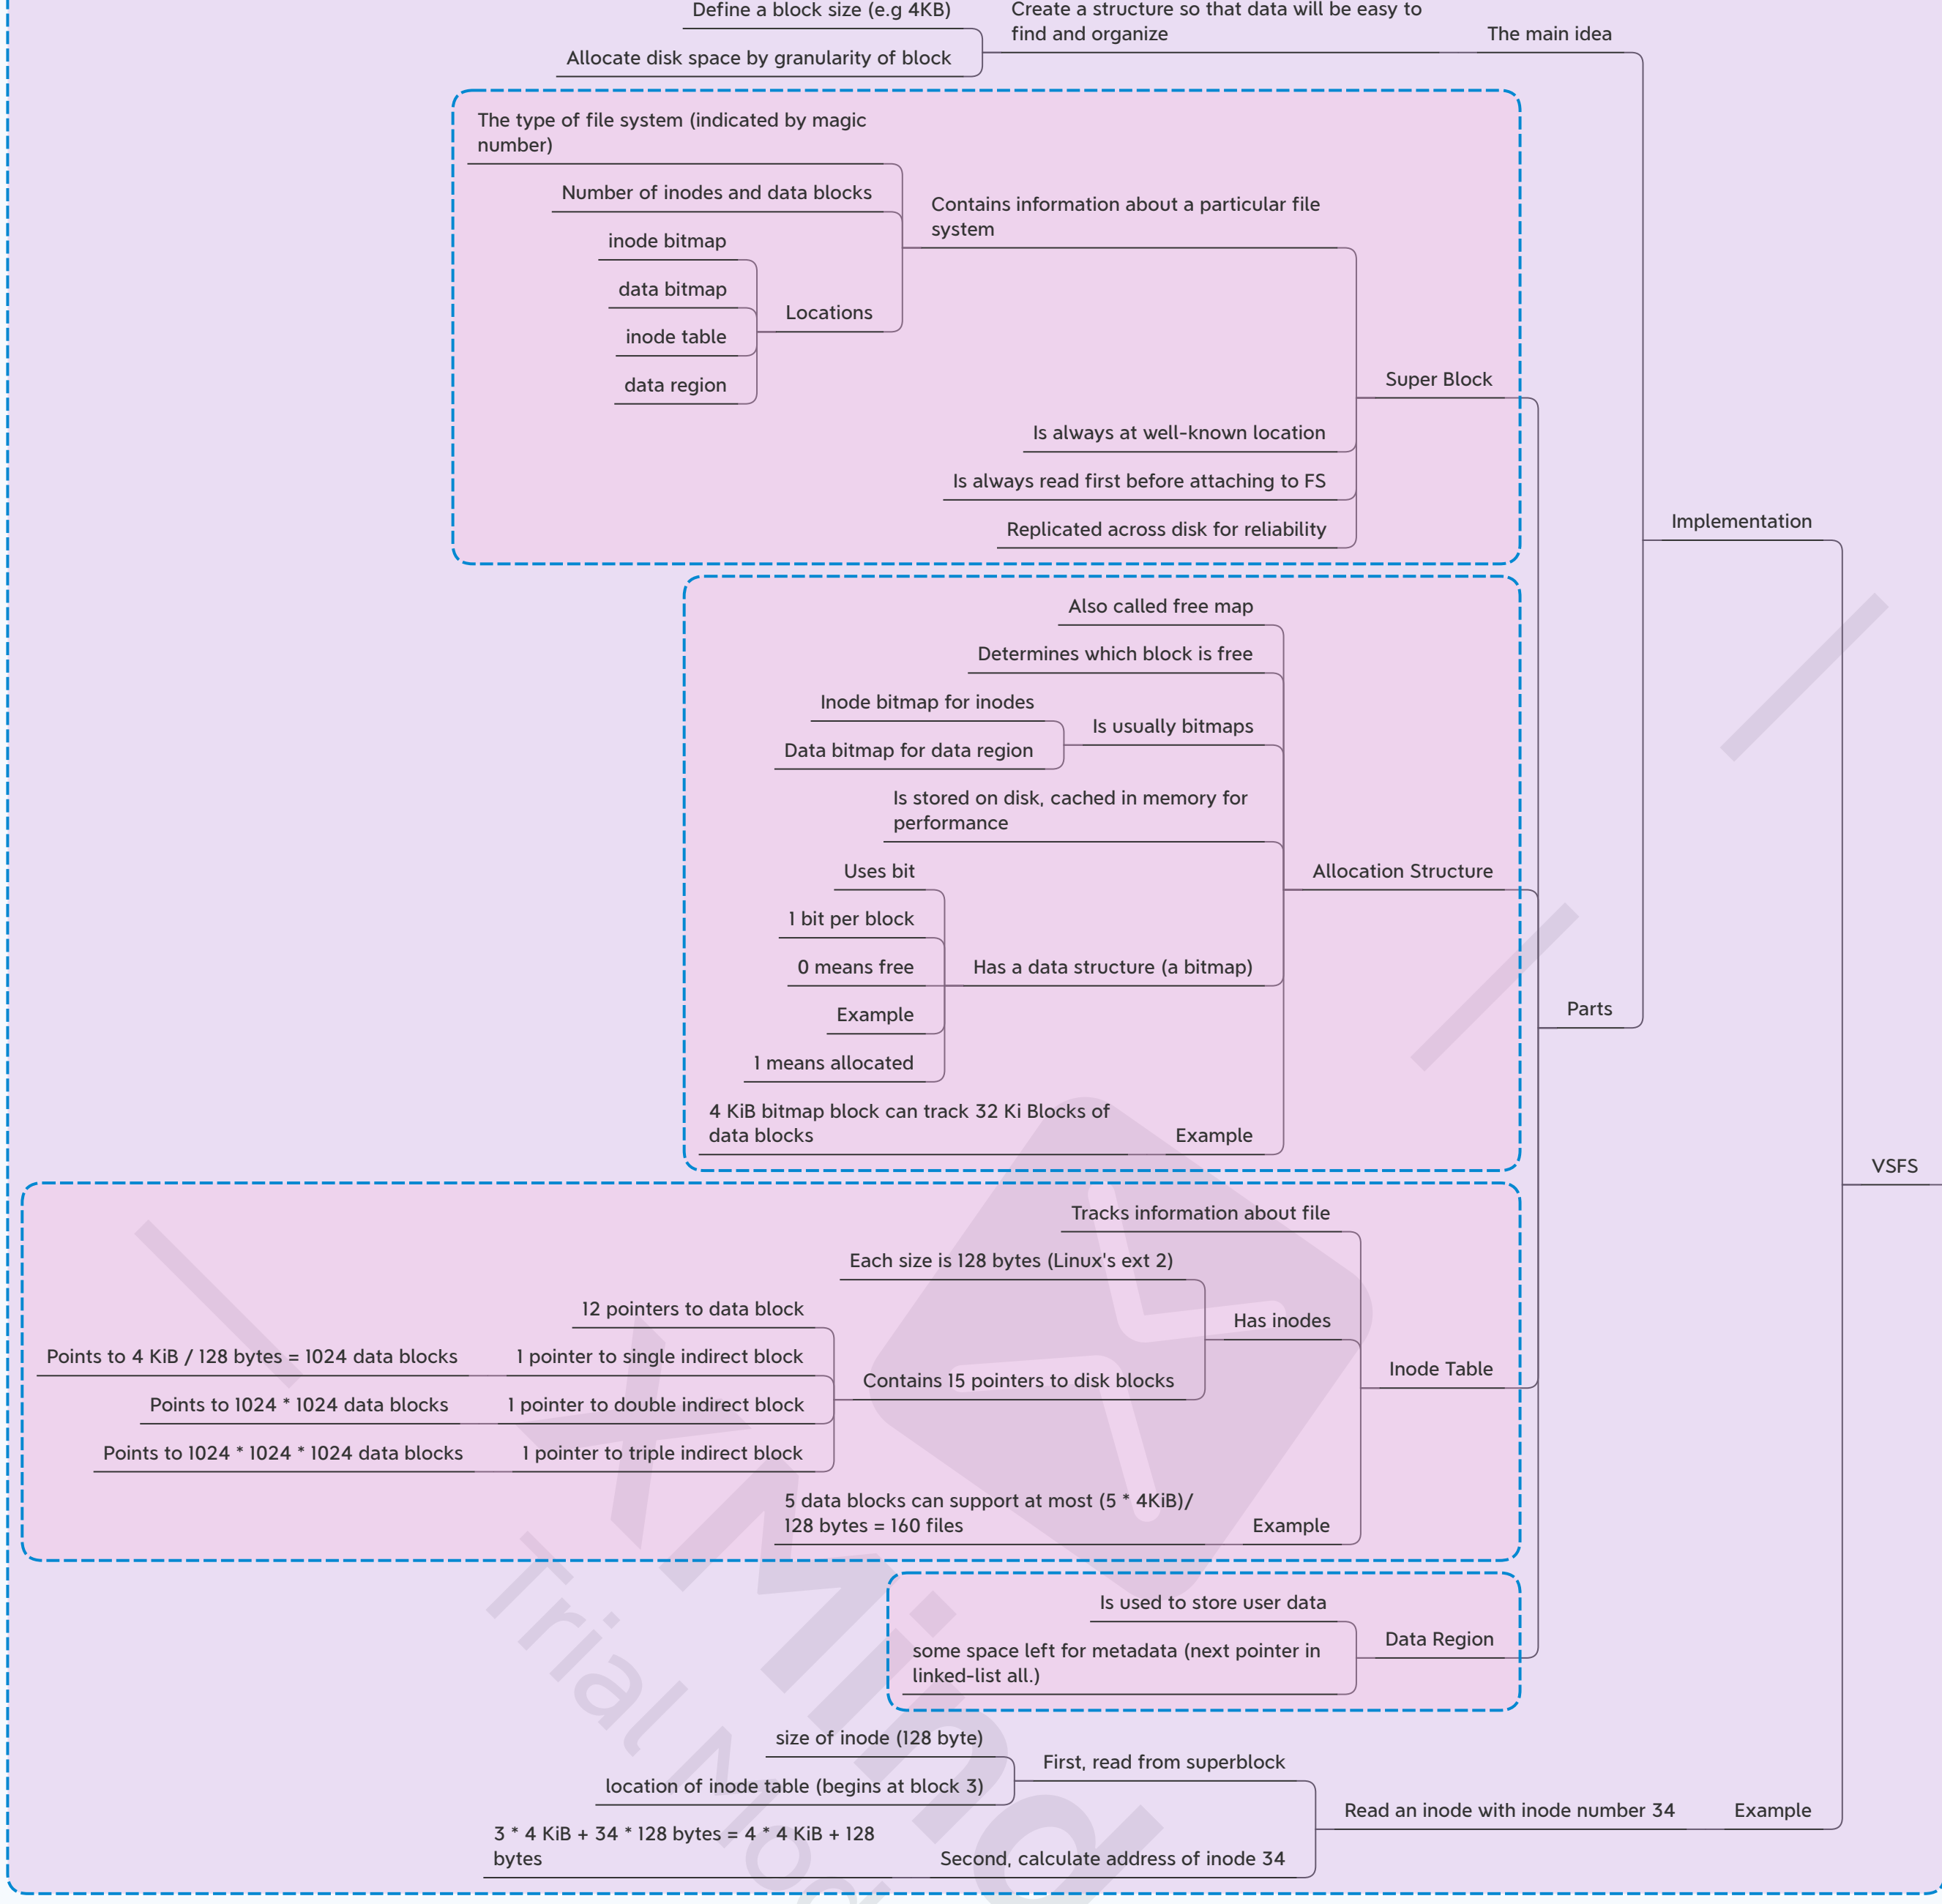 Define a block size (e.g 4KB)
Allocate disk space by granularity of block
Create a structure so that data will be easy to
find and organize
The main idea
The type of file system (indicated by magic
number)
Number of inodes and data blocks
inode bitmap
data bitmap
inode table
data region
Locations
Contains information about a particular file
system
Is always at well-known location
Is always read first before attaching to FS
Replicated across disk for reliability
Super Block
Implementation
Also called free map
Determines which block is free
Inode bitmap for inodes
Data bitmap for data region
Is usually bitmaps
Is stored on disk, cached in memory for
performance
Uses bit
1 bit per block
0 means free
Example
1 means allocated
Has a data structure (a bitmap)
4 KiB bitmap block can track 32 Ki Blocks of
data blocks
Example
Allocation Structure
Parts
VSFS
Tracks information about file
Each size is 128 bytes (Linux's ext 2)
12 pointers to data block
Points to 4 KiB / 128 bytes = 1024 data blocks
1 pointer to single indirect block
Points to 1024 * 1024 data blocks
1 pointer to double indirect block
Points to 1024 * 1024 * 1024 data blocks
1 pointer to triple indirect block
Contains 15 pointers to disk blocks
Has inodes
5 data blocks can support at most (5 * 4KiB)/
128 bytes = 160 files
Example
Inode Table
Is used to store user data
some space left for metadata (next pointer in
linked-list all.)
Data Region
size of inode (128 byte)
location of inode table (begins at block 3)
First, read from superblock
3 * 4 KiB + 34 * 128 bytes = 4 * 4 KiB + 128
bytes
Second, calculate address of inode 34
Read an inode with inode number 34
Example
XMind
Trial